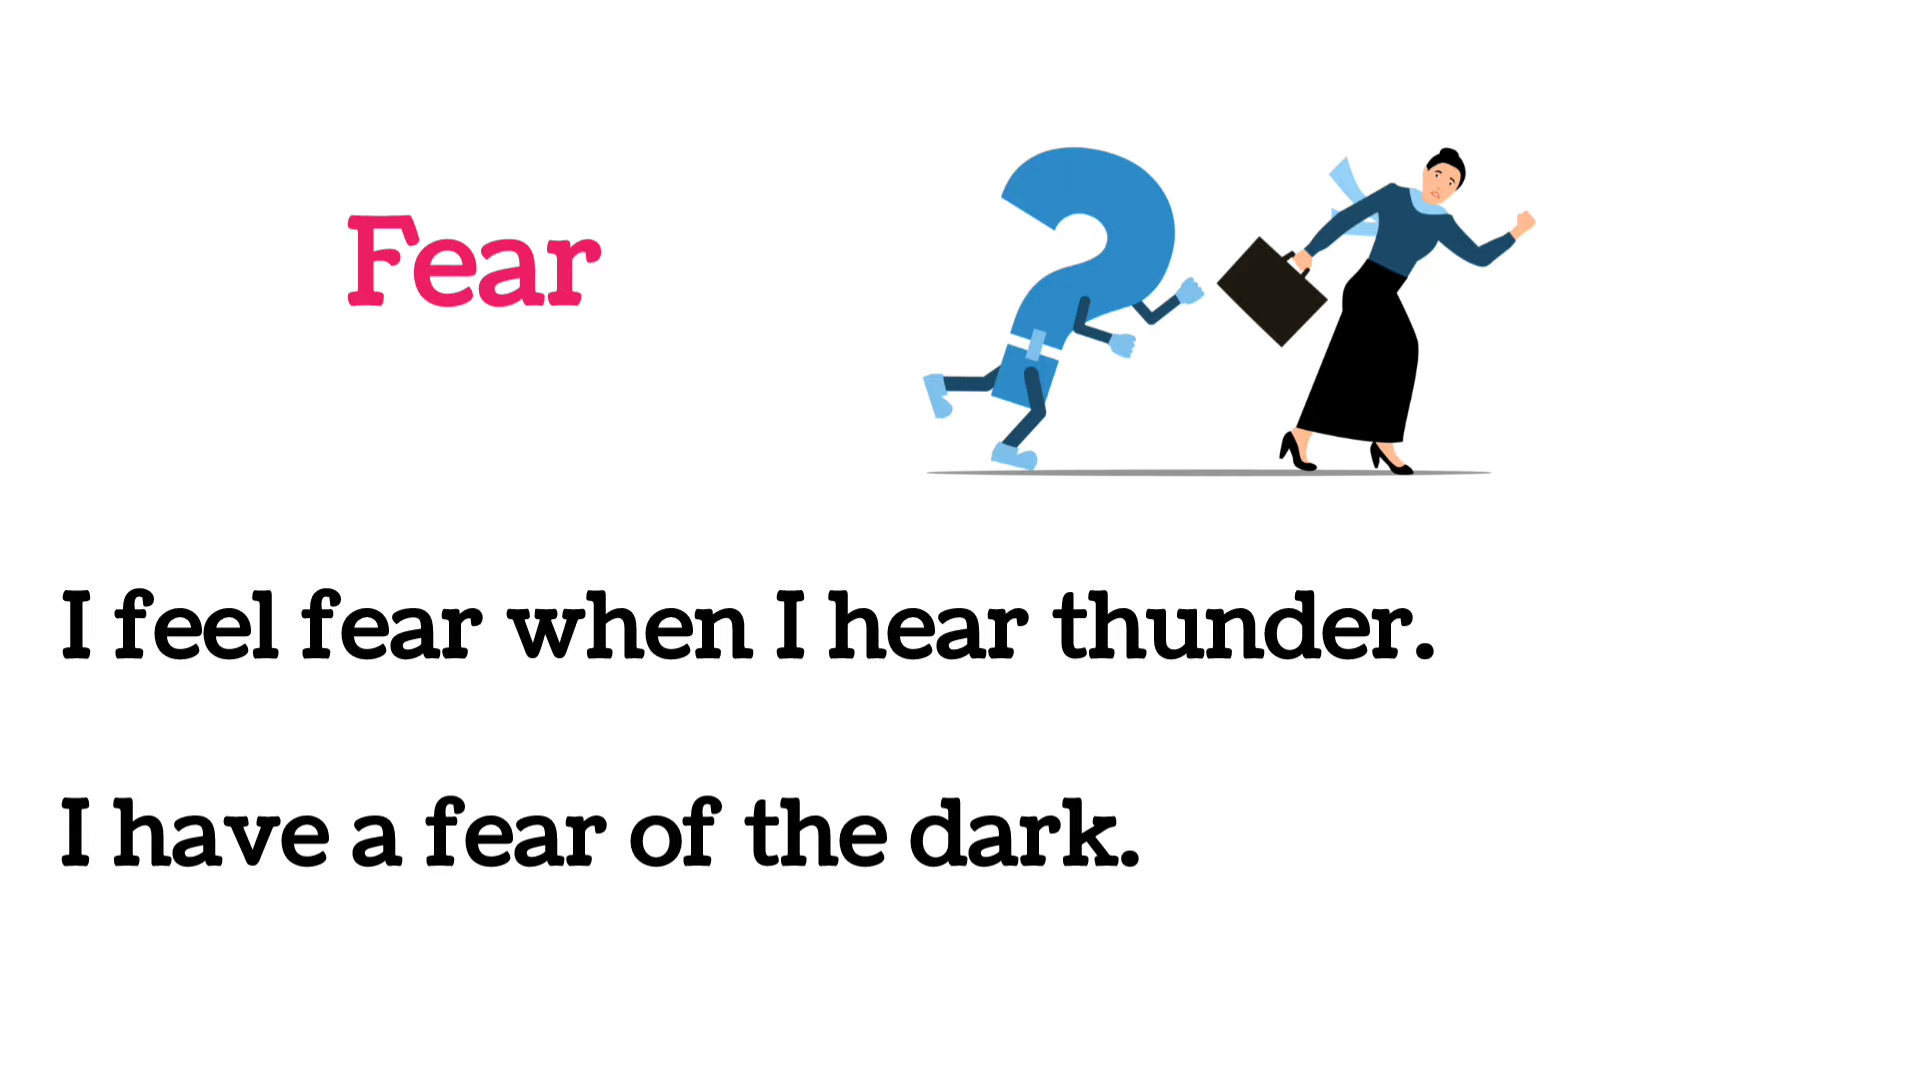 Fear
I feel fear when I hear thunder.
I have a fear of the dark.